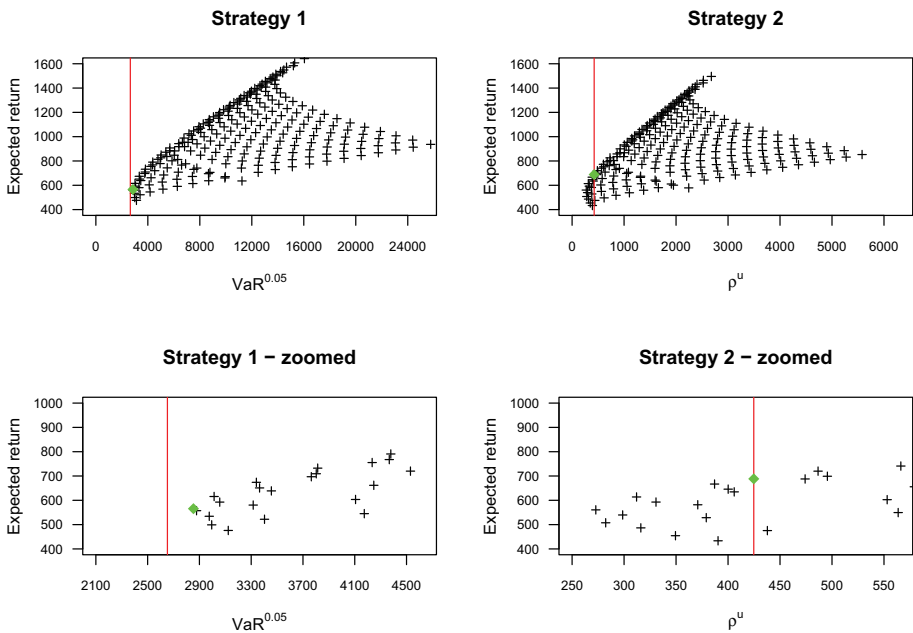 Strategy 1
Expected return
1600
1400
1200
1000
800
600
400
0 4000 8000 12000 16000 20000 24000
VaR^0.05
Strategy 2
Expected return
1600
1400
1200
1000
800
600
400
0 1000 2000 3000 4000 5000 6000
ρ^u
Strategy 1 − zoomed
Expected return
1000
900
800
700
600
500
400
2100 2500 2900 3300 3700 4100 4500
VaR^0.05
Strategy 2 − zoomed
Expected return
1000
900
800
700
600
500
400
250 300 350 400 450 500 550
ρ^u